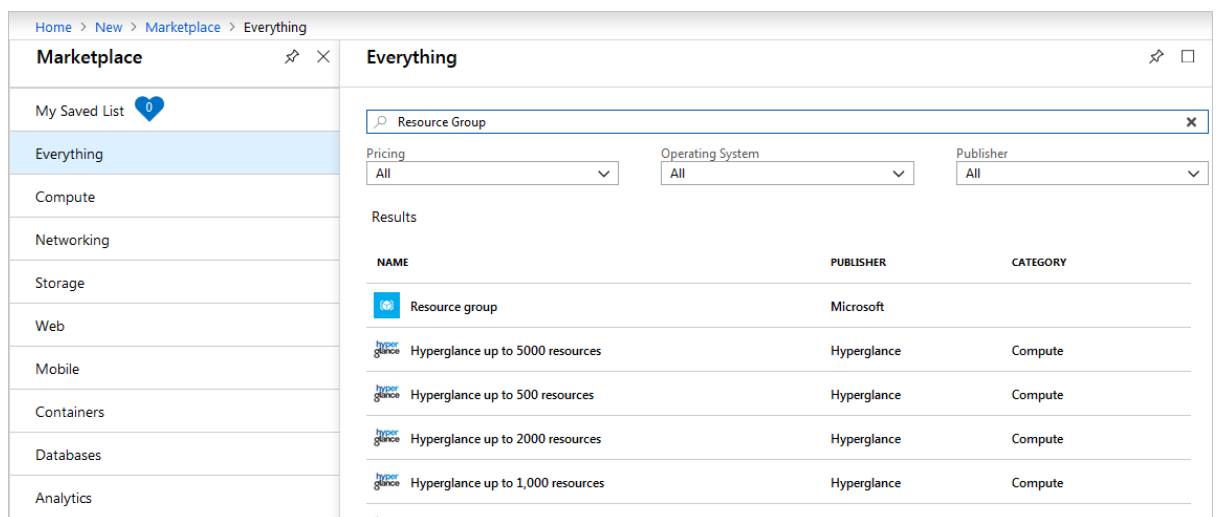 Home > New > Marketplace > Everything
Marketplace
My Saved List 0
Everything
Compute
Networking
Storage
Web
Mobile
Containers
Databases
Analytics
Everything
Resource Group
Pricing Operating System Publisher
All All All
Results
NAME PUBLISHER CATEGORY
Resource group Microsoft
hyper glance Hyperglance up to 5000 resources Hyperglance Compute
hyper glance Hyperglance up to 500 resources Hyperglance Compute
hyper glance Hyperglance up to 2000 resources Hyperglance Compute
hyper glance Hyperglance up to 1,000 resources Hyperglance Compute